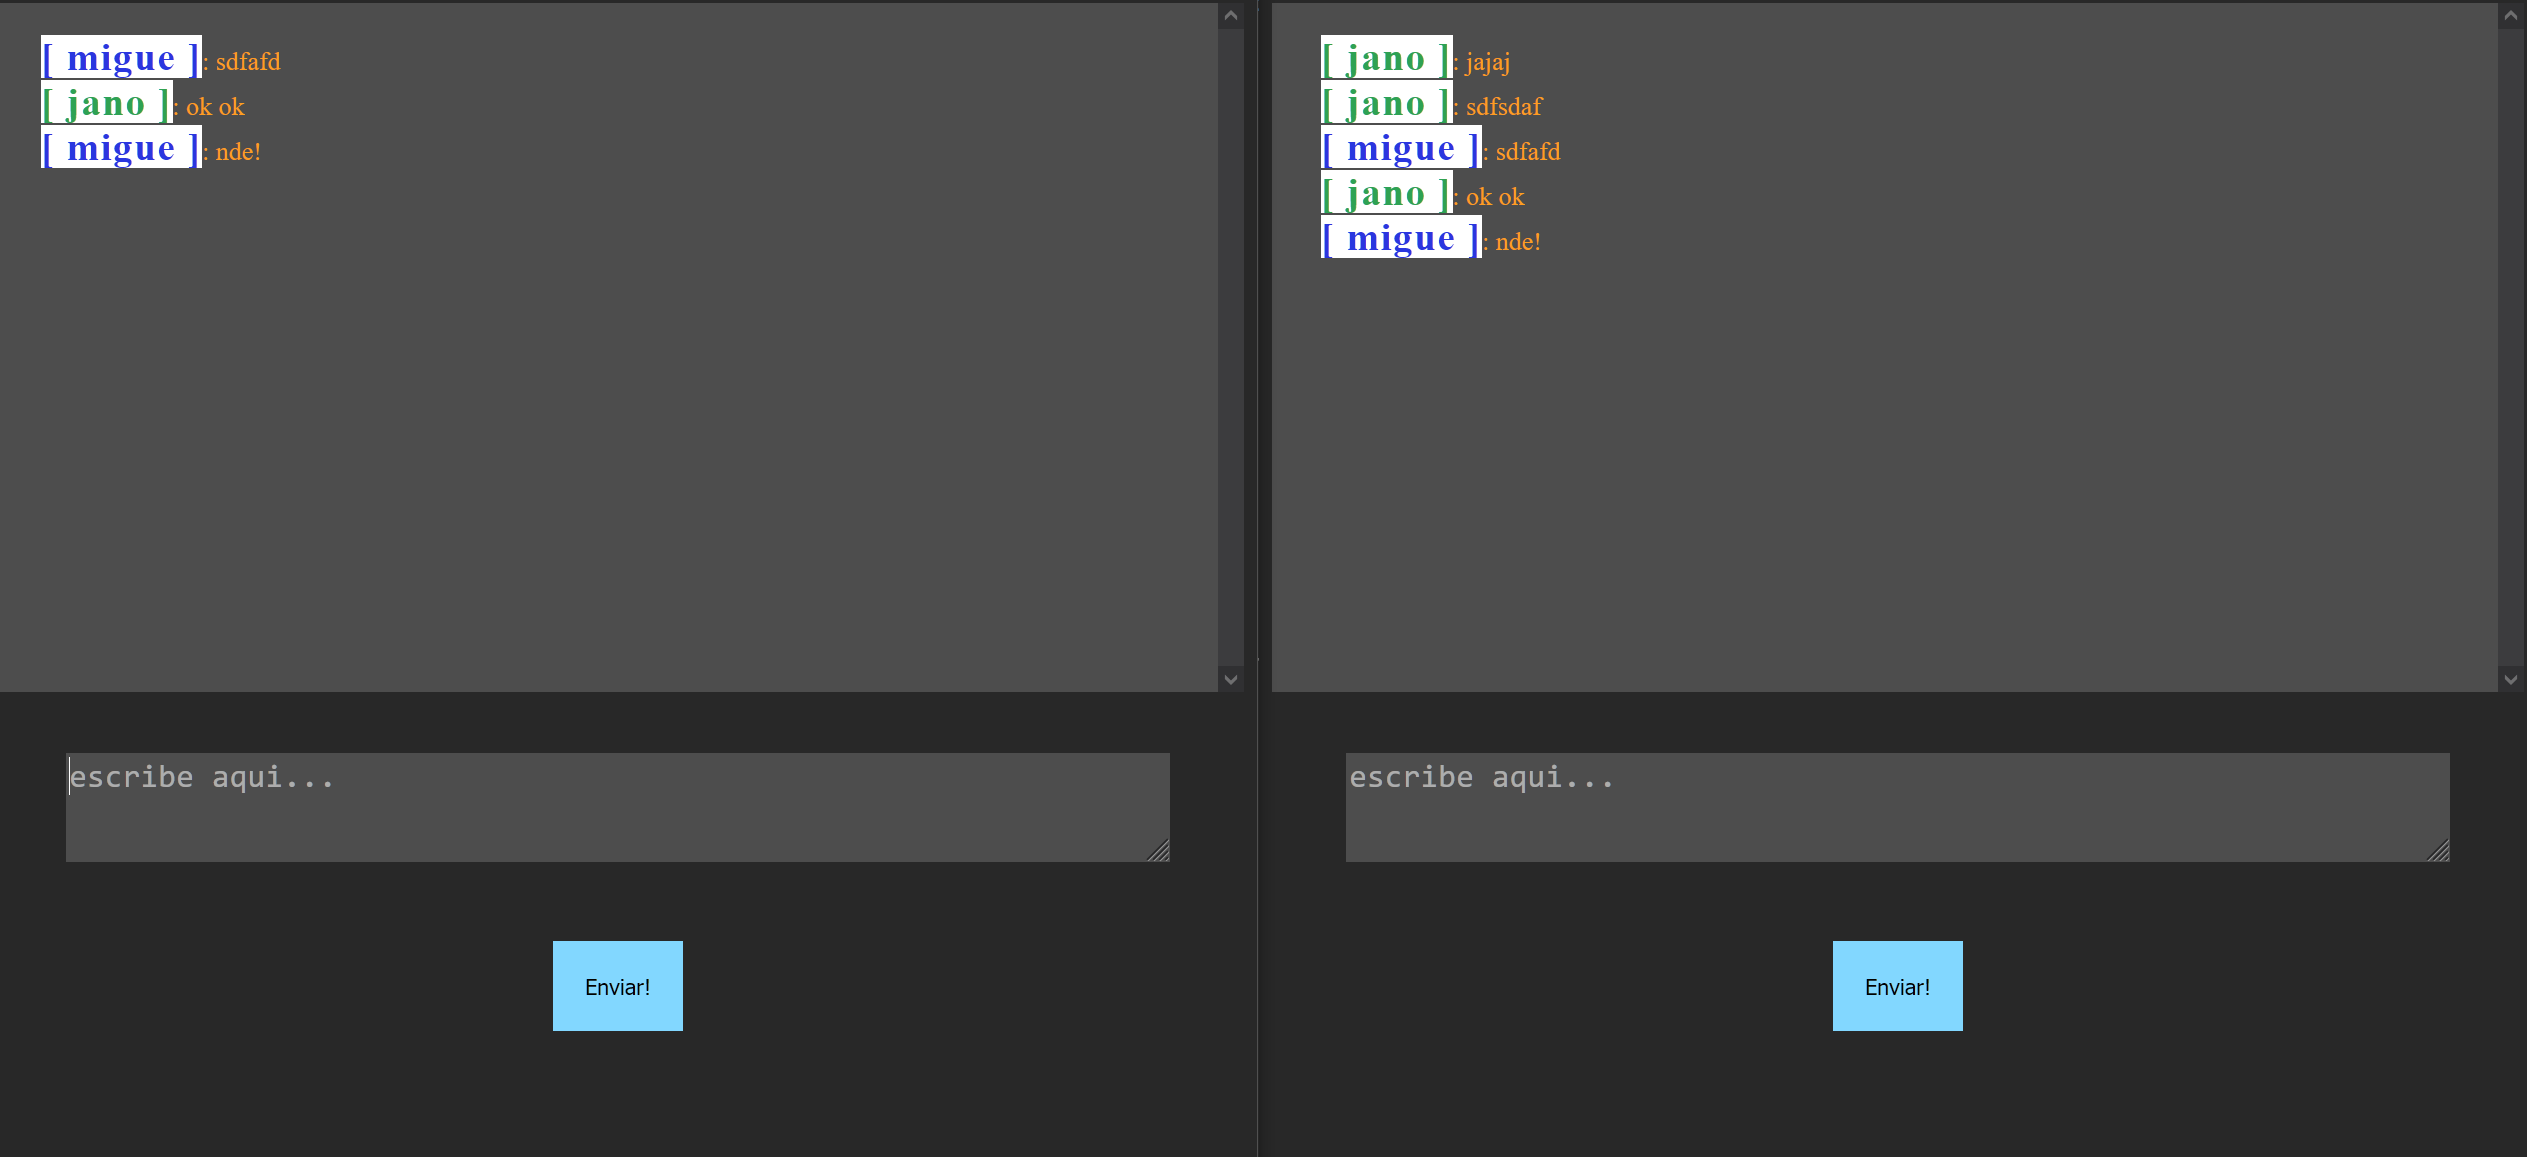 [ migue ]: sdfafd
[ jano ]: ok ok
[ migue ]: nde!
escribe aqui...
Enviar!
[ jano ]: jajaj
[ jano ]: sdfsdaf
[ migue ]: sdfafd
[ jano ]: ok ok
[ migue ]: nde!
escribe aqui...
Enviar!